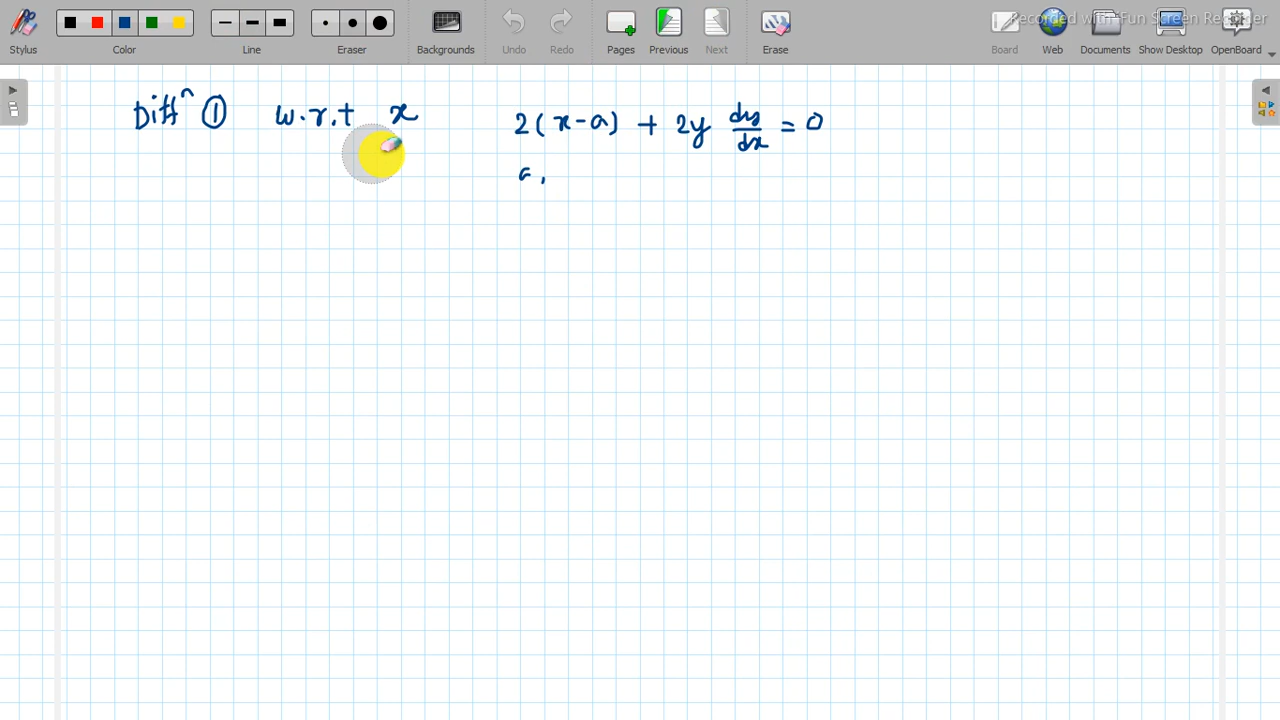 Recorded with Fun Screen Recorder
Stylus Color Line Eraser Backgrounds Undo Redo Pages Previous Next Erase Board Web Documents Show Desktop OpenBoard
Diffⁿ ① w.r.t x 2(x-a) + 2y dy/dx = 0